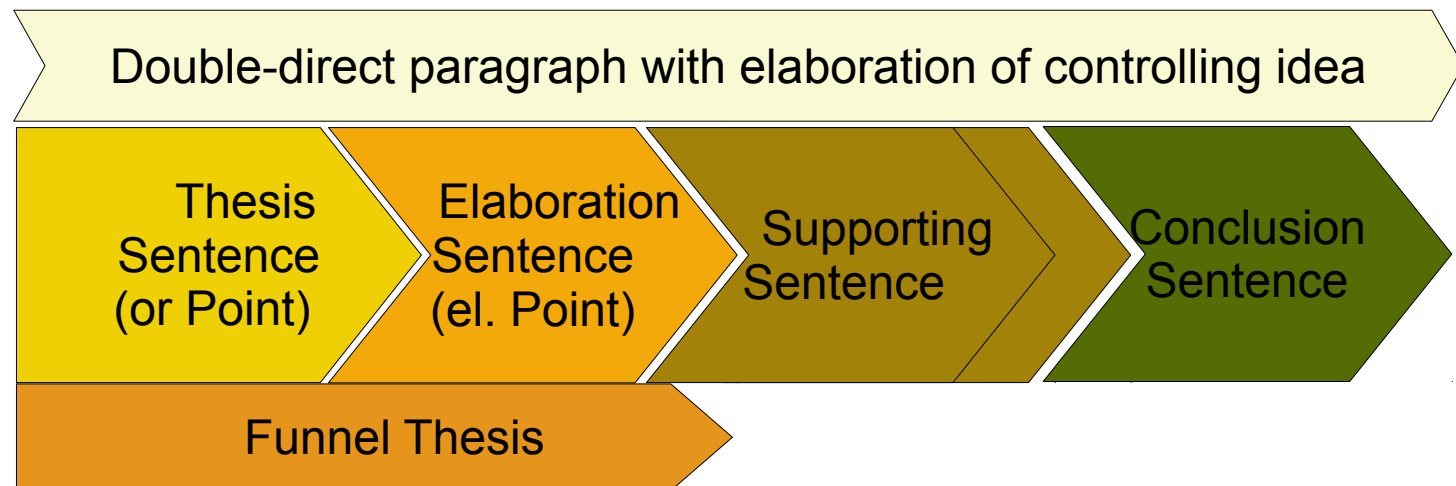 Double-direct paragraph with elaboration of controlling idea
Thesis
Sentence
(or Point)
Elaboration
Sentence
(el. Point)
Supporting
Sentence
Conclusion
Sentence
Funnel Thesis